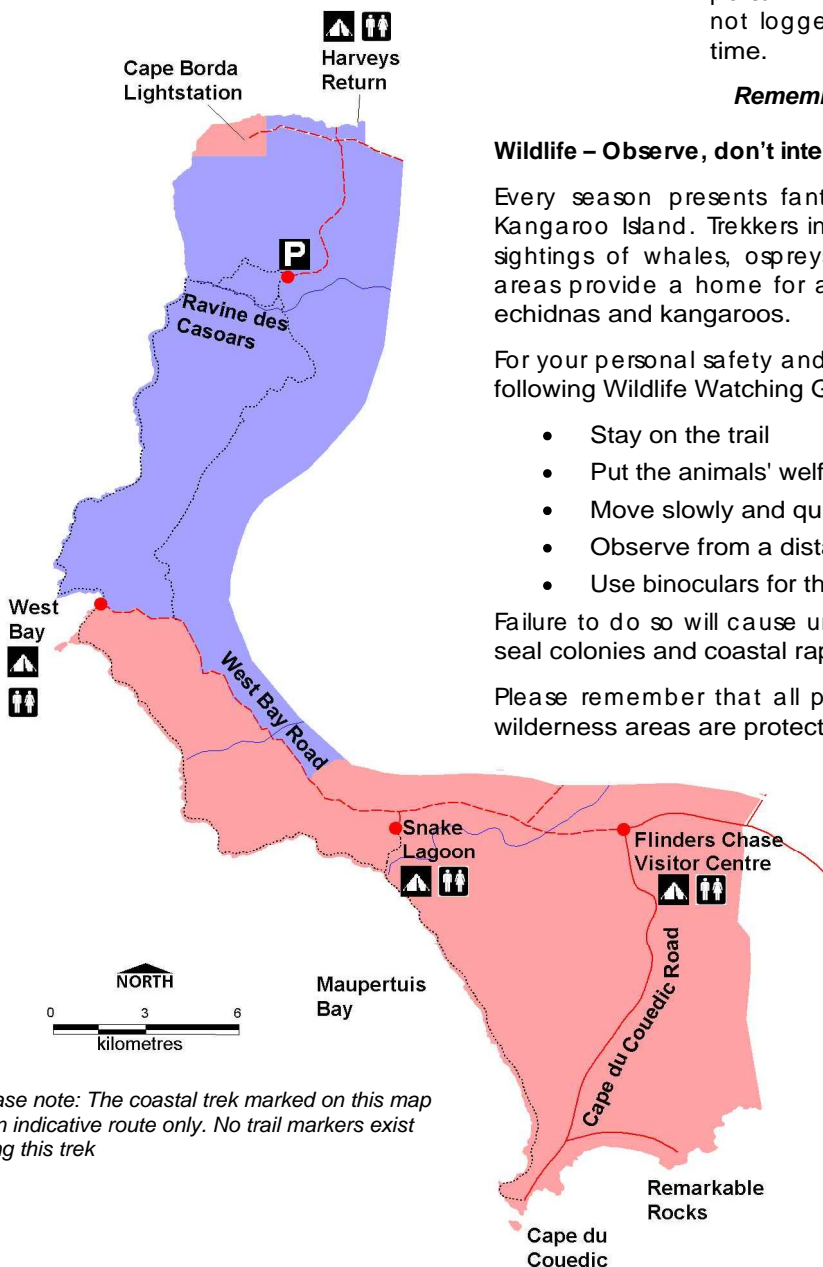 not logge
time.
Rememb
Wildlife – Observe, don't inte
Every season presents fant
Kangaroo Island. Trekkers in
sightings of whales, osprey
areas provide a home for a
echidnas and kangaroos.
For your personal safety and
following Wildlife Watching G
• Stay on the trail
• Put the animals' welf
• Move slowly and qu
• Observe from a dista
• Use binoculars for th
Failure to do so will cause u
seal colonies and coastal rap
Please remember that all p
wilderness areas are protect
Cape Borda
Lightstation
Harveys
Return
P
Ravine des
Casoars
West
Bay
West Bay Road
Snake
Lagoon
Flinders Chase
Visitor Centre
Cape du Couedic Road
Maupertuis
Bay
NORTH
0 3 6
kilometres
ase note: The coastal trek marked on this map
n indicative route only. No trail markers exist
ng this trek
Remarkable
Rocks
Cape du
Couedic